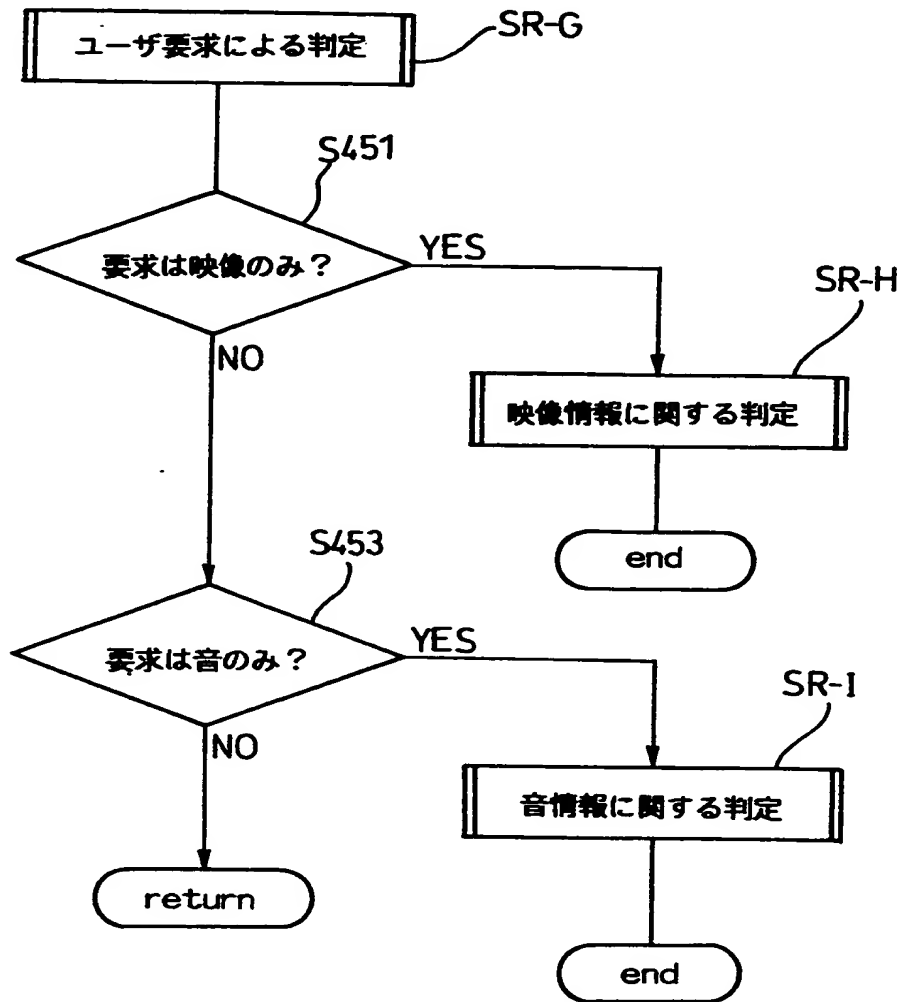 SR-G
ユーザ要求による判定
S451
要求は映像のみ?
YES
SR-H
NO
映像情報に関する判定
end
S453
要求は音のみ?
YES
SR-I
NO
音情報に関する判定
return
end